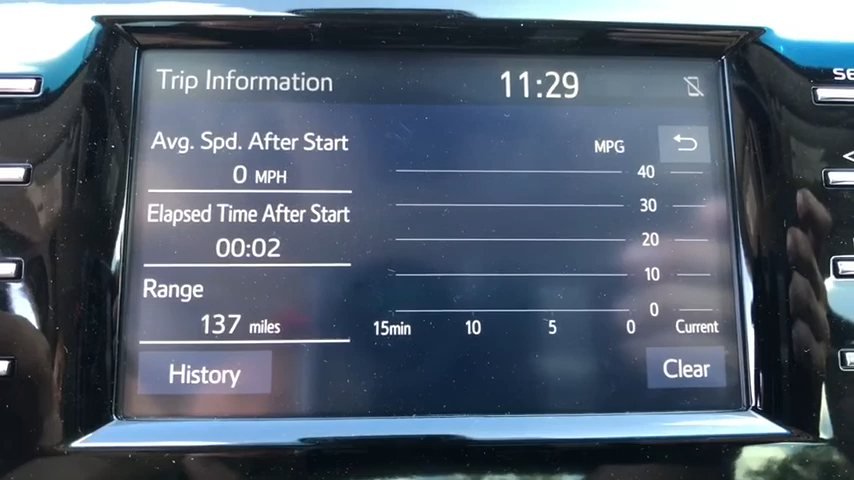 Trip Information
11:29
Avg. Spd. After Start
0 MPH
Elapsed Time After Start
00:02
Range
137 miles
History
MPG
40
30
20
10
0
15min 10 5 0 Current
Clear
SE